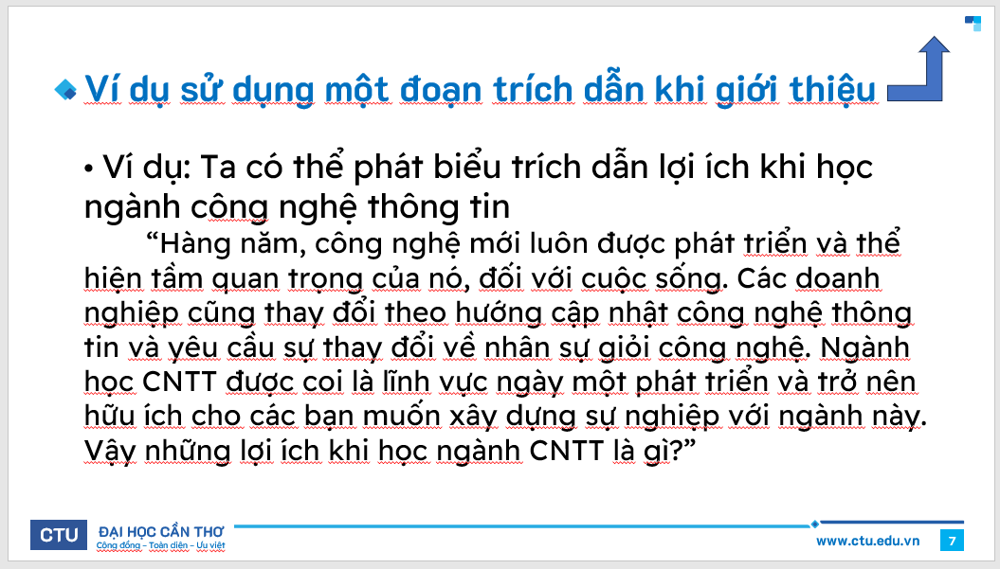 Ví dụ sử dụng một đoạn trích dẫn khi giới thiệu
• Ví dụ: Ta có thể phát biểu trích dẫn lợi ích khi học
ngành công nghệ thông tin
“Hàng năm, công nghệ mới luôn được phát triển và thể
hiện tầm quan trọng của nó, đối với cuộc sống. Các doanh
nghiệp cũng thay đổi theo hướng cập nhật công nghệ thông
tin và yêu cầu sự thay đổi về nhân sự giỏi công nghệ. Ngành
học CNTT được coi là lĩnh vực ngày một phát triển và trở nên
hữu ích cho các bạn muốn xây dựng sự nghiệp với ngành này.
Vậy những lợi ích khi học ngành CNTT là gì?”
CTU
ĐẠI HỌC CẦN THƠ
Cộng đồng – Toàn diện – Ưu việt
www.ctu.edu.vn
7